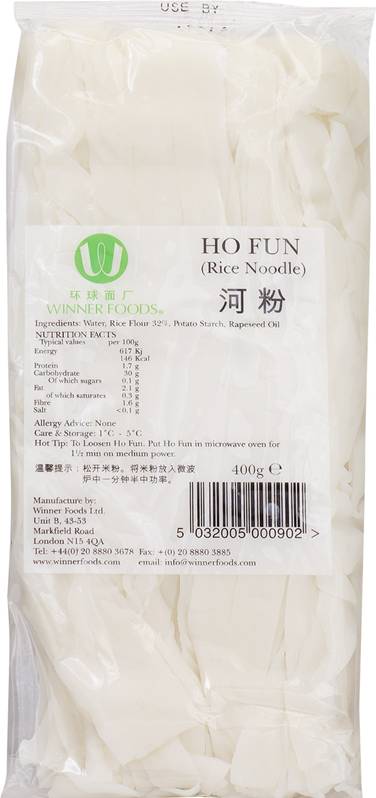 USE BY
HO FUN
(Rice Noodle)
环球面厂
WINNER FOODS®
河粉
Ingredients: Water, Rice Flour 32%, Potato Starch, Rapeseed Oil
NUTRITION FACTS
Typical values per 100g
Energy 617 Kj
146 Kcal
Protein 1.7 g
Carbohydrate 30 g
Of which sugars 0.1 g
Fat 2.1 g
of which saturates 0.3 g
Fibre 1.6 g
Salt <0.1 g
Allergy Advice: None
Care & Storage: 1°C - 5°C
Hot Tip: To Loosen Ho Fun. Put Ho Fun in microwave oven for
1½ min on medium power.
温馨提示：松开米粉。将米粉放入微波
炉中一分钟半中功率。
400g ℮
Manufacture by:
Winner Foods Ltd.
Unit B, 43-53
Markfield Road
London N15 4QA
Tel: +44(0) 20 8880 3678 Fax: +(0) 20 8880 3885
www.winnerfoods.com email: info@winnerfoods.com
5 032005 000902 >